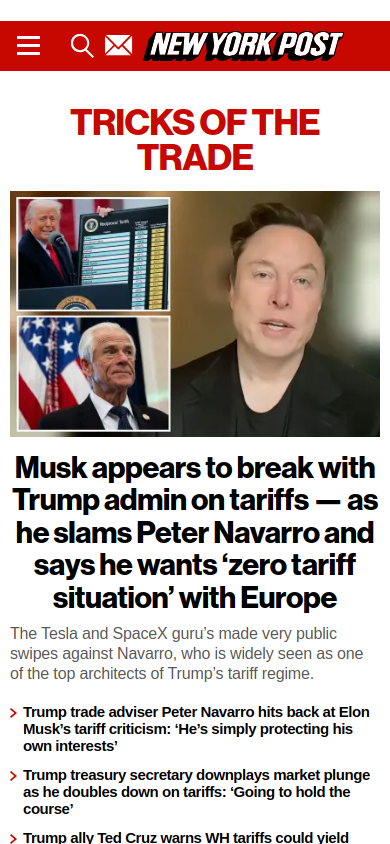 NEW YORK POST
TRICKS OF THE
TRADE
Reciprocal Tariffs
Musk appears to break with
Trump admin on tariffs — as
he slams Peter Navarro and
says he wants ‘zero tariff
situation’ with Europe
The Tesla and SpaceX guru’s made very public
swipes against Navarro, who is widely seen as one
of the top architects of Trump’s tariff regime.
Trump trade adviser Peter Navarro hits back at Elon
Musk’s tariff criticism: ‘He’s simply protecting his
own interests’
Trump treasury secretary downplays market plunge
as he doubles down on tariffs: ‘Going to hold the
course’
Trump ally Ted Cruz warns WH tariffs could yield